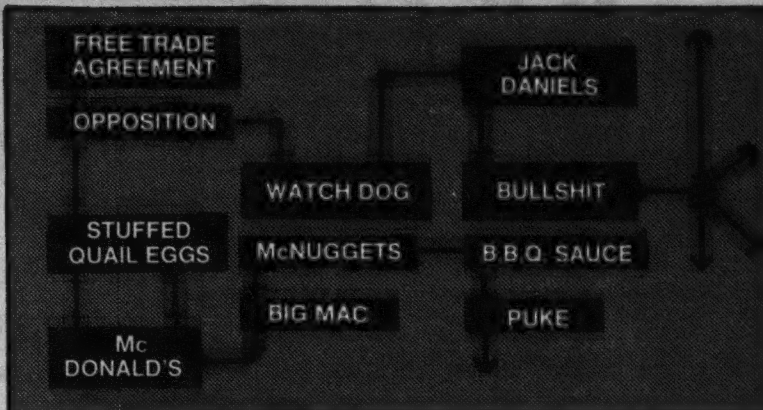 FREE TRADE
AGREEMENT
OPPOSITION
STUFFED
QUAIL EGGS
Mc
DONALD'S
WATCH DOG
McNUGGETS
BIG MAC
JACK
DANIELS
BULLSHIT
B.B.Q. SAUCE
PUKE